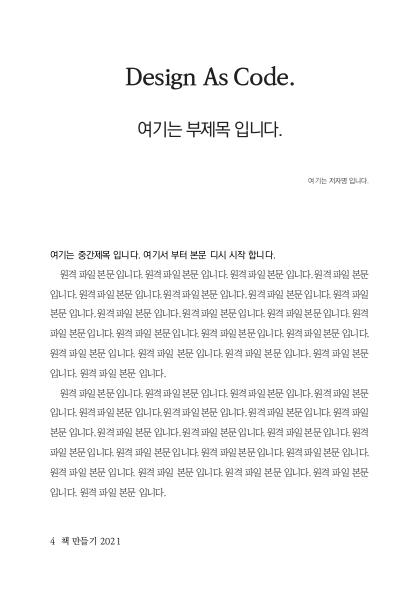 Design As Code.
여기는 부제목 입니다.
여기는 저자명 입니다.
여기는 중간제목 입니다. 여기서 부터 본문 디시 시작 합니다.
원격 파일 본문 입니다. 원격 파일 본문 입니다. 원격 파일 본문 입니다. 원격 파일 본문
입니다. 원격 파일 본문 입니다. 원격 파일 본문 입니다. 원격 파일 본문 입니다. 원격 파일
본문 입니다. 원격 파일 본문 입니다. 원격 파일 본문 입니다. 원격 파일 본문 입니다. 원격
파일 본문 입니다. 원격 파일 본문 입니다. 원격 파일 본문 입니다. 원격 파일 본문 입니다.
원격 파일 본문 입니다. 원격 파일 본문 입니다. 원격 파일 본문 입니다. 원격 파일 본문
입니다. 원격 파일 본문 입니다.
원격 파일 본문 입니다. 원격 파일 본문 입니다. 원격 파일 본문 입니다. 원격 파일 본문
입니다. 원격 파일 본문 입니다. 원격 파일 본문 입니다. 원격 파일 본문 입니다. 원격 파일
본문 입니다. 원격 파일 본문 입니다. 원격 파일 본문 입니다. 원격 파일 본문 입니다. 원격
파일 본문 입니다. 원격 파일 본문 입니다. 원격 파일 본문 입니다. 원격 파일 본문 입니다.
원격 파일 본문 입니다. 원격 파일 본문 입니다. 원격 파일 본문 입니다. 원격 파일 본문
입니다. 원격 파일 본문 입니다.
4 책 만들기 2021